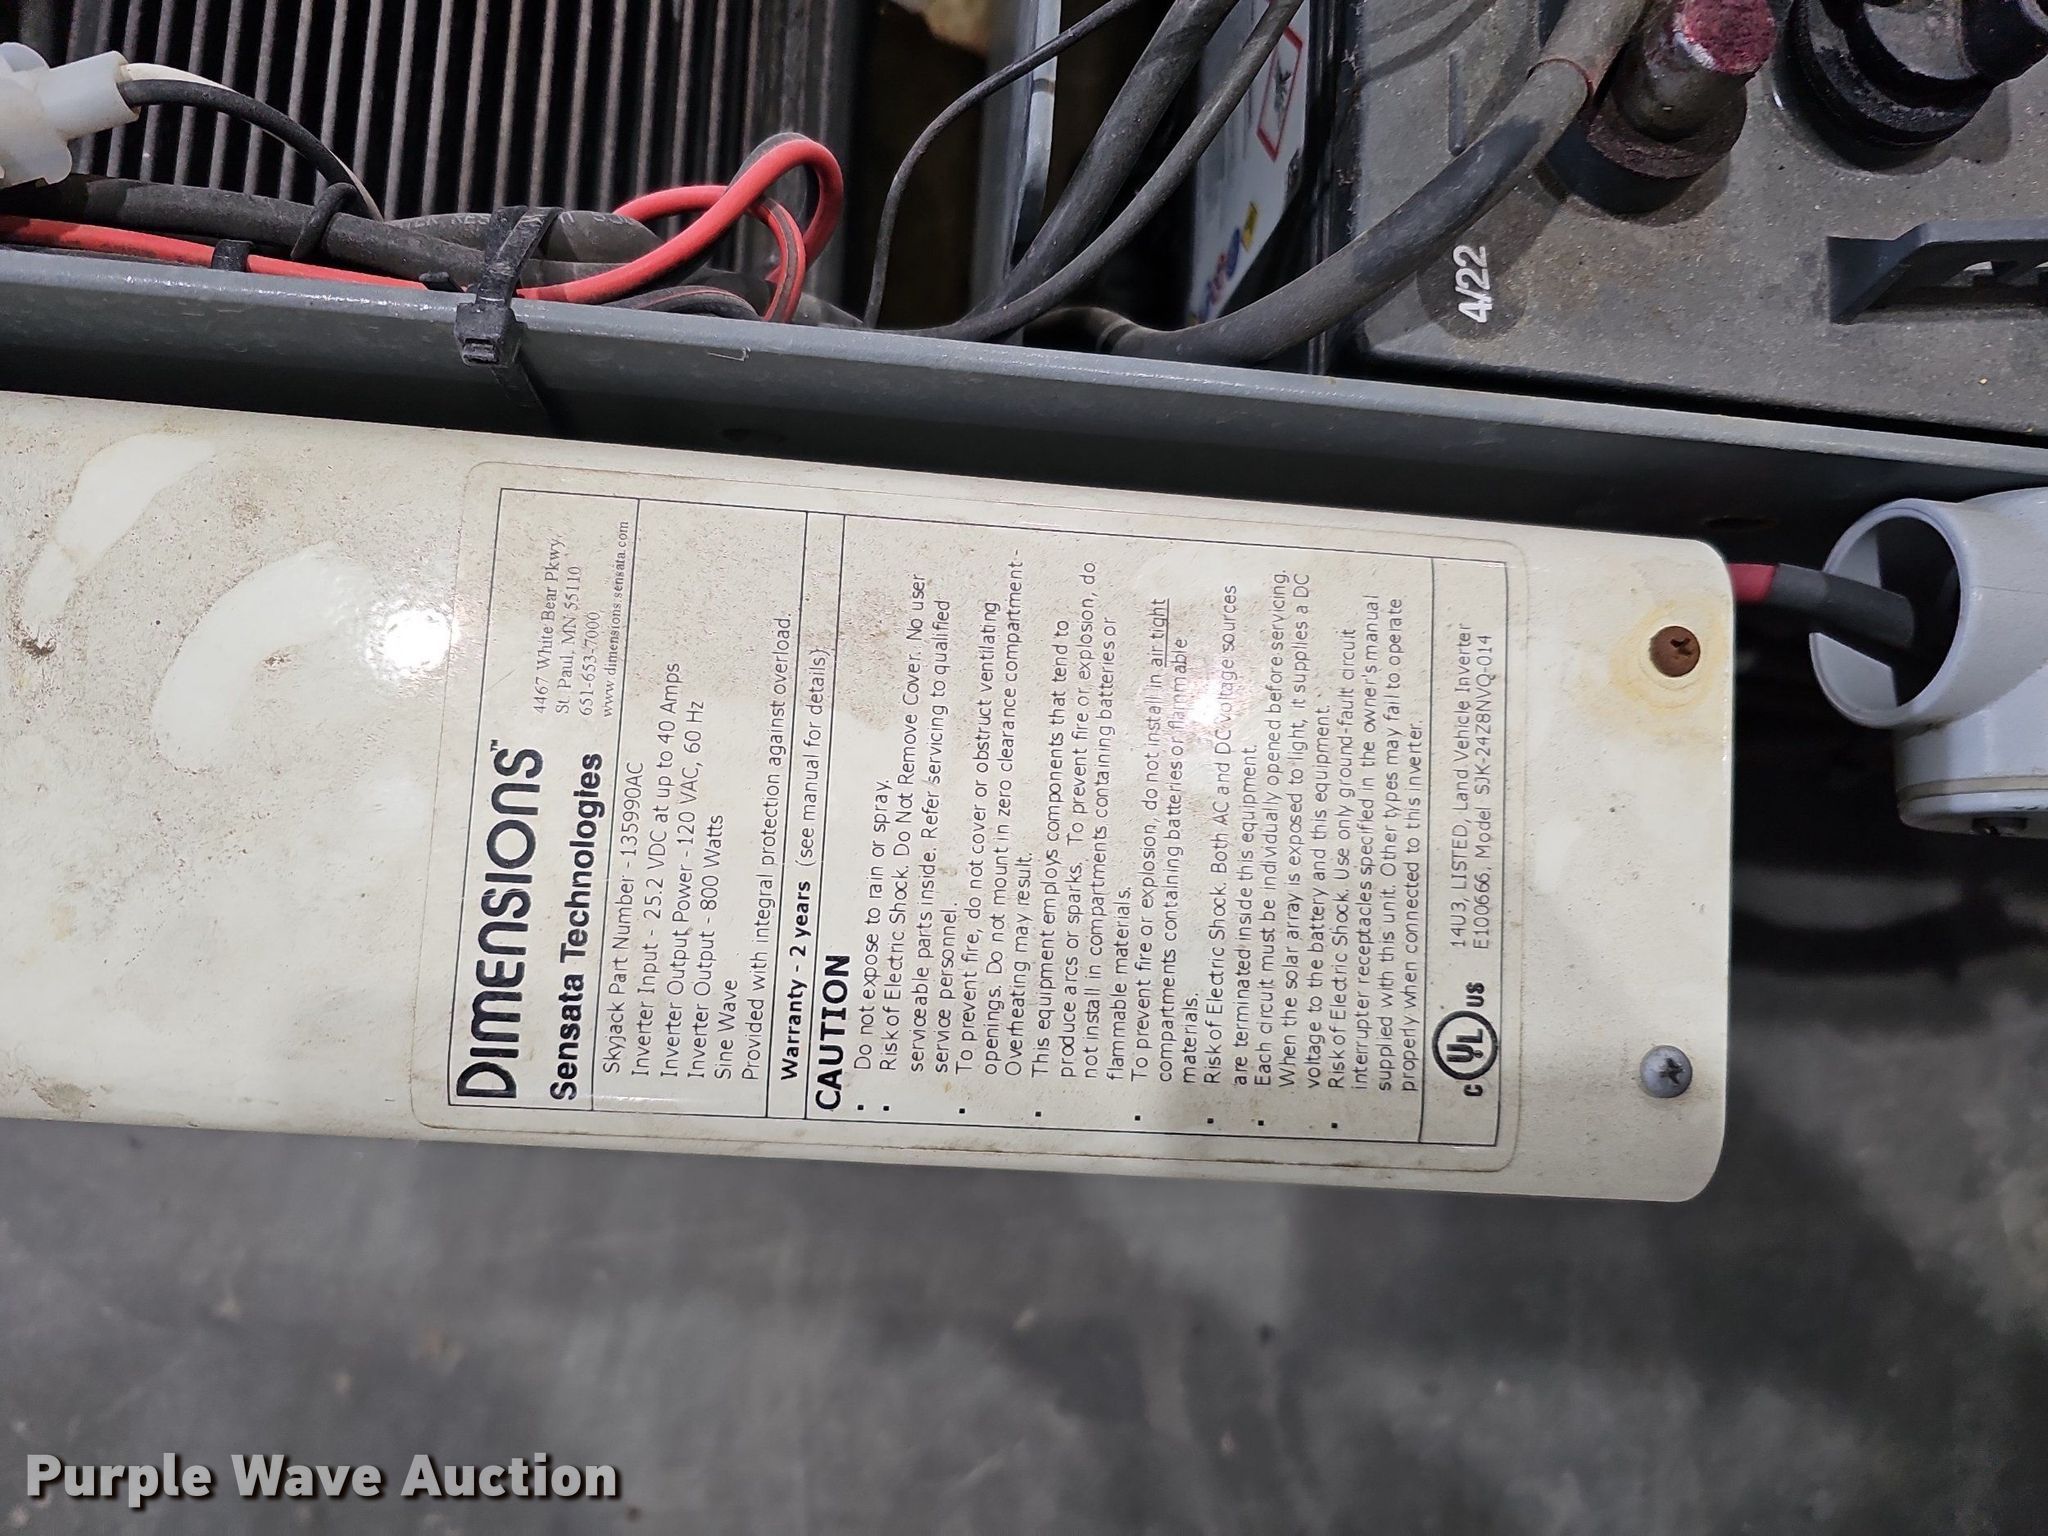 DIMENSIONS™
Sensata Technologies
4467 White Bear Pkwy.
St Paul, MN 55110
651-653-7000
www.dimensions.sensata.com
Skyjack Part Number -135990AC
Inverter Input - 25.2 VDC at up to 40 Amps
Inverter Output Power - 120 VAC, 60 Hz
Inverter Output - 800 Watts
Sine Wave
Provided with integral protection against overload.
Warranty - 2 years (see manual for details)
CAUTION
• Do not expose to rain or spray.
• Risk of Electric Shock. Do Not Remove Cover. No user
serviceable parts inside. Refer servicing to qualified
service personnel.
• To prevent fire, do not cover or obstruct ventilating
openings. Do not mount in zero clearance compartment-
Overheating may result.
• This equipment employs components that tend to
produce arcs or sparks. To prevent fire or explosion, do
not install in compartments containing batteries or
flammable materials.
• To prevent fire or explosion, do not install in air tight
compartments containing batteries or flammable
materials.
• Risk of Electric Shock. Both AC and DC voltage sources
are terminated inside this equipment.
• Each circuit must be individually opened before servicing.
When the solar array is exposed to light, it supplies a DC
voltage to the battery and this equipment.
• Risk of Electric Shock. Use only ground-fault circuit
interrupter receptacles specified in the owner's manual
supplied with this unit. Other types may fail to operate
properly when connected to this inverter.
c UL us
14U3, LISTED, Land Vehicle Inverter
E100666, Model SJK-24Z8NVQ-014
4/22
Purple Wave Auction